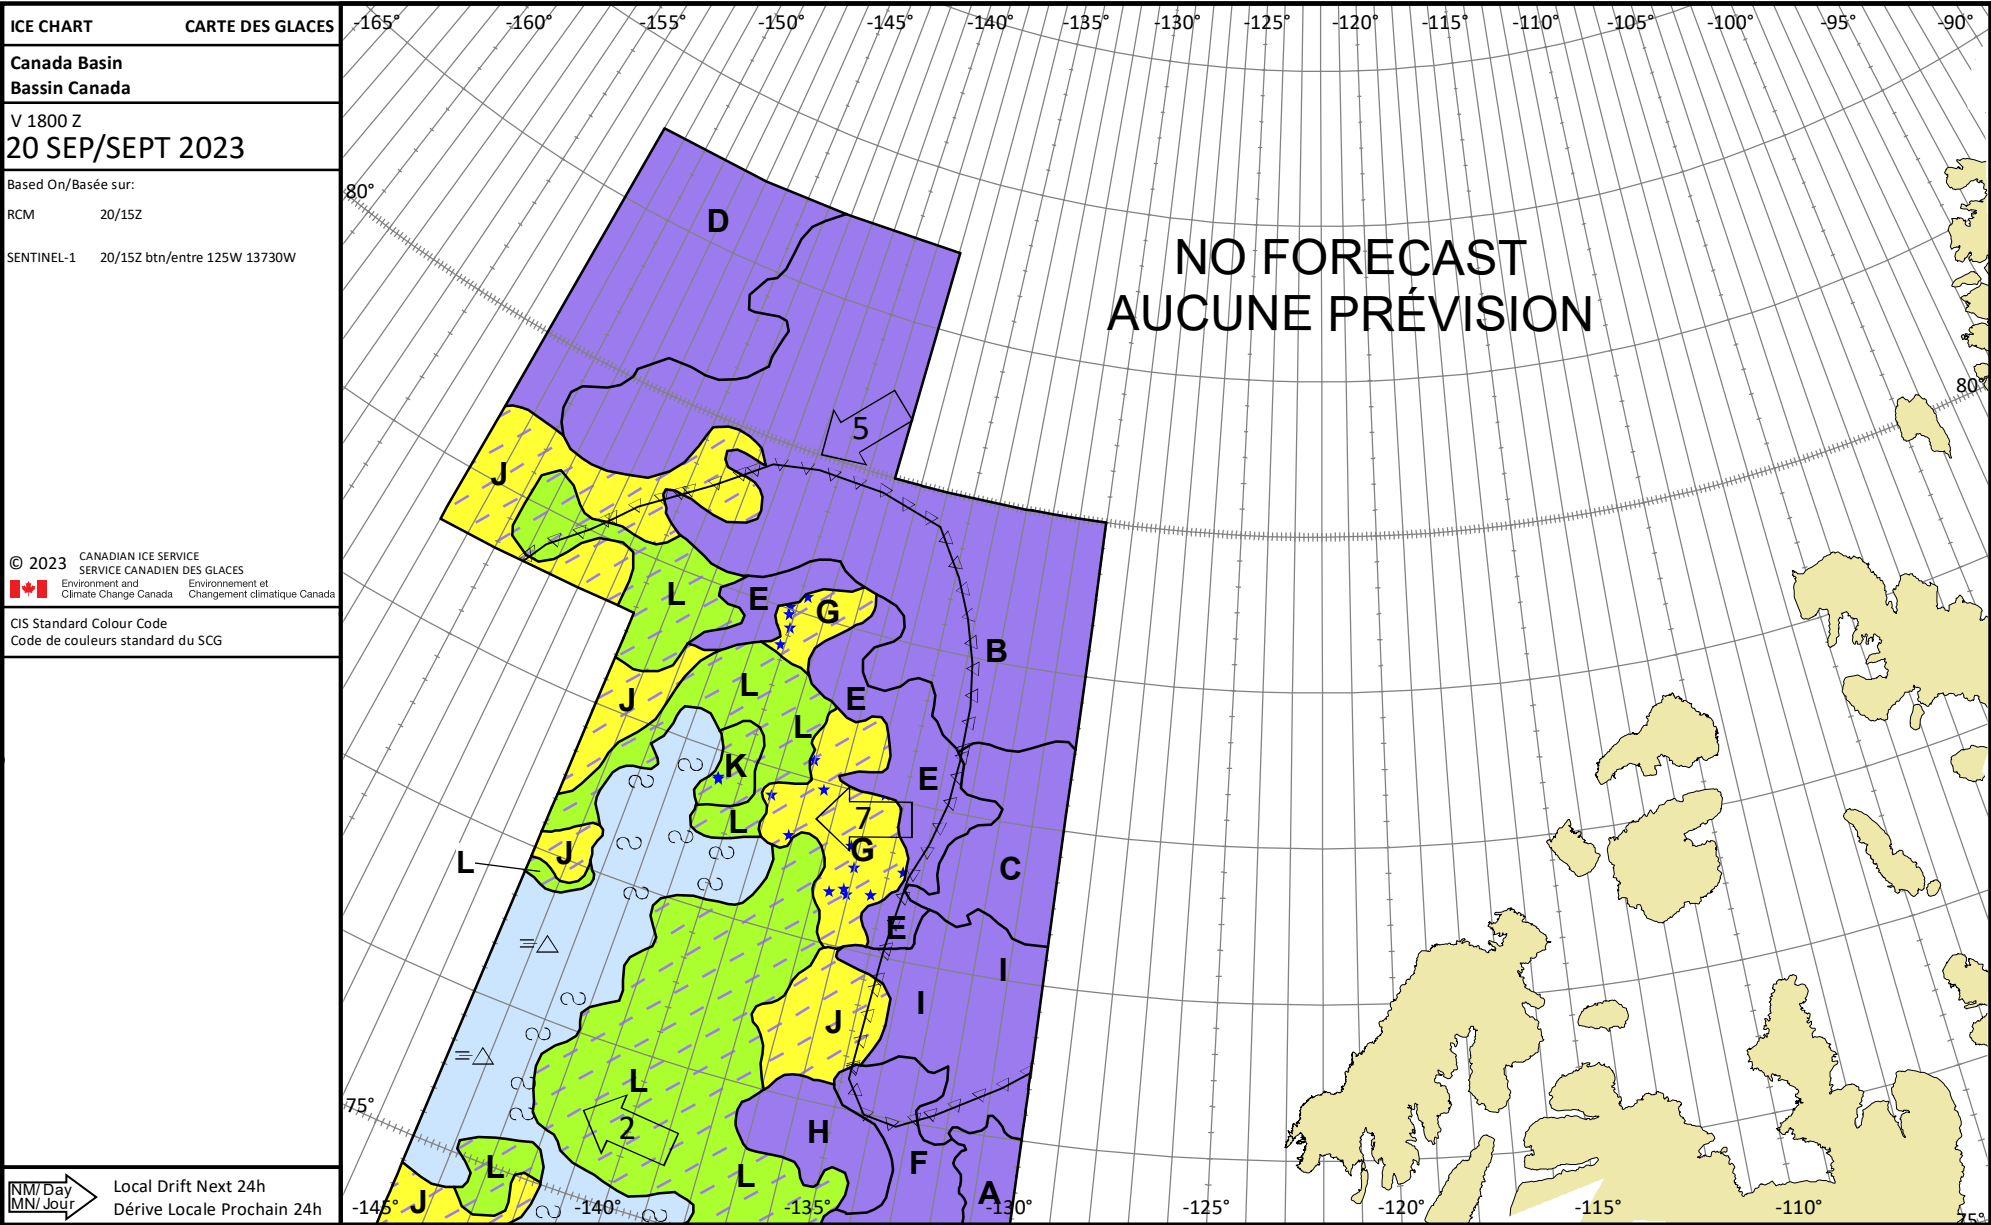 ICE CHART CARTE DES GLACES
Canada Basin
Bassin Canada
V 1800 Z
20 SEP/SEPT 2023
Based On/Basée sur:
RCM 20/15Z
SENTINEL-1 20/15Z btn/entre 125W 13730W
© 2023 CANADIAN ICE SERVICE
SERVICE CANADIEN DES GLACES
Environment and Climate Change Canada
Environnement et Changement climatique Canada
CIS Standard Colour Code
Code de couleurs standard du SCG
NM/Day
MN/Jour
Local Drift Next 24h
Dérive Locale Prochain 24h
-165° -160° -155° -150° -145° -140° -135° -130° -125° -120° -115° -110° -105° -100° -95° -90°
80°
D
NO FORECAST
AUCUNE PRÉVISION
80°
5
J
L
E
G
B
J
L
E
L
K
E
L
7
G
J
L
C
E
I
I
J
L
75°
2
H
F
L
L
A
J
-145° -140° -135° -130° -125° -120° -115° -110° 75°